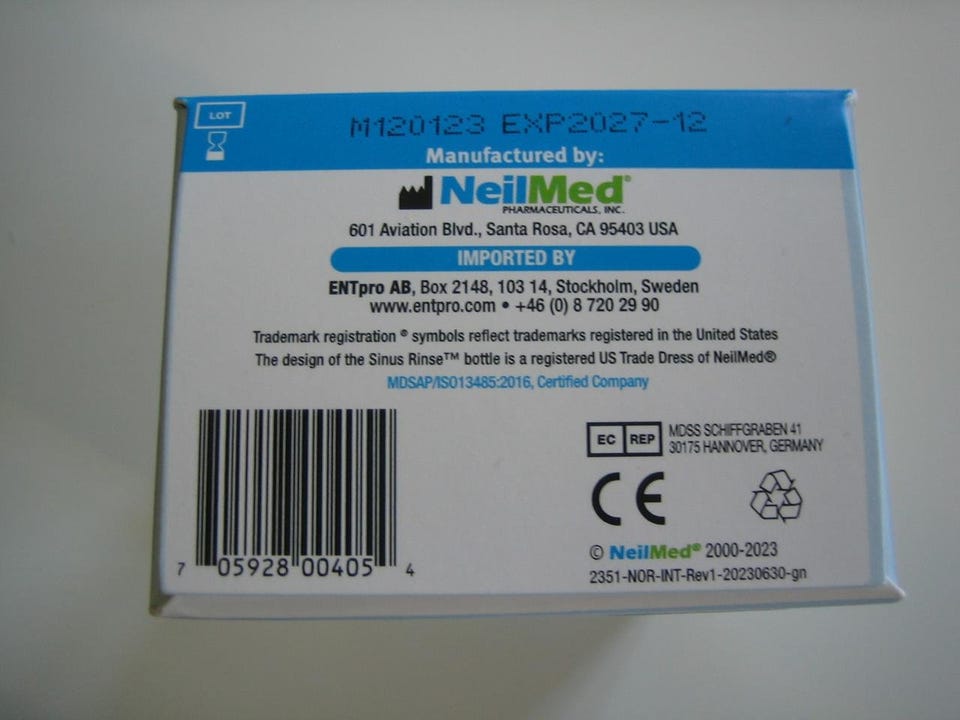 LOT
M120123 EXP2027-12
Manufactured by:
NeilMed®
PHARMACEUTICALS, INC.
601 Aviation Blvd., Santa Rosa, CA 95403 USA
IMPORTED BY
ENTpro AB, Box 2148, 103 14, Stockholm, Sweden
www.entpro.com • +46 (0) 8 720 29 90
Trademark registration ® symbols reflect trademarks registered in the United States
The design of the Sinus Rinse™ bottle is a registered US Trade Dress of NeilMed®
MDSAP/ISO13485:2016, Certified Company
EC REP MDSS SCHIFFGRABEN 41
30175 HANNOVER, GERMANY
CE
7 05928 00405 4
© NeilMed® 2000-2023
2351-NOR-INT-Rev1-20230630-gn